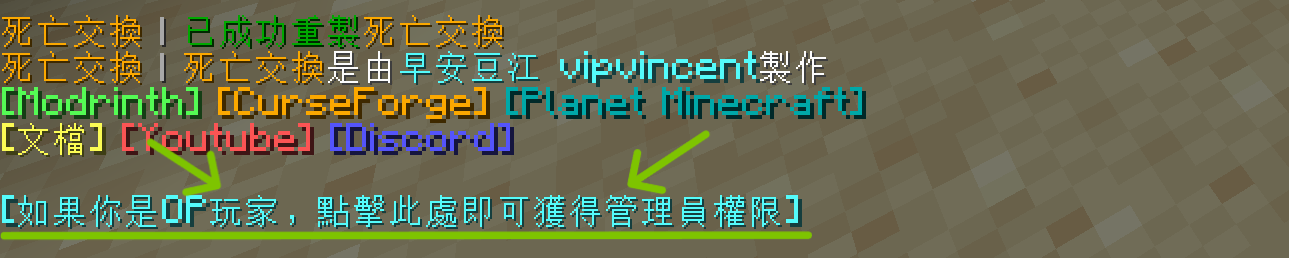 死亡交換 | 已成功重製死亡交換
死亡交換 | 死亡交換是由早安豆江 vipvincent製作
[Modrinth] [CurseForge] [Planet Minecraft]
[文檔] [Youtube] [Discord]
[如果你是OP玩家，點擊此處即可獲得管理員權限]